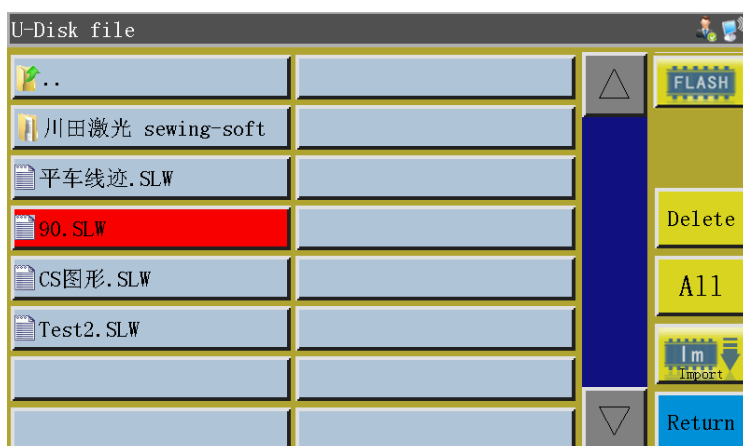 U-Disk file
..
FLASH
川田激光 sewing-soft
平车线迹.SLW
90.SLW
Delete
CS图形.SLW
All
Test2.SLW
Im
Import
Return